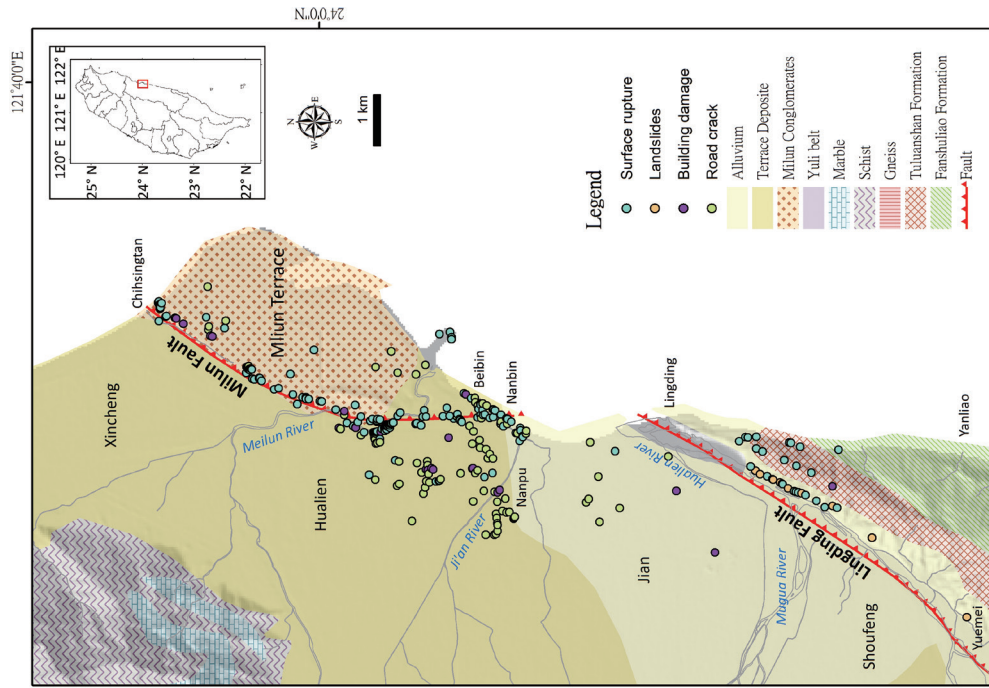 121°40'0"E
24°0'0"N
120° E
121° E
122° E
25° N
24° N
23° N
22° N
N
W
E
S
1 km
Chihsingtan
Xincheng
Milun Fault
Mliun Terrace
Meilun River
Hualien
Beibin
Nanbin
Nanpu
Ji'an River
Lingding
Hualien River
Jian
Mugua River
Lingding Fault
Shoufeng
Yanliao
Yuemei
Legend
Surface rupture
Landslides
Building damage
Road crack
Alluvium
Terrace Deposite
Milun Conglomerates
Yuli belt
Marble
Schist
Gneiss
Tuluanshan Formation
Fanshuliao Formation
Fault